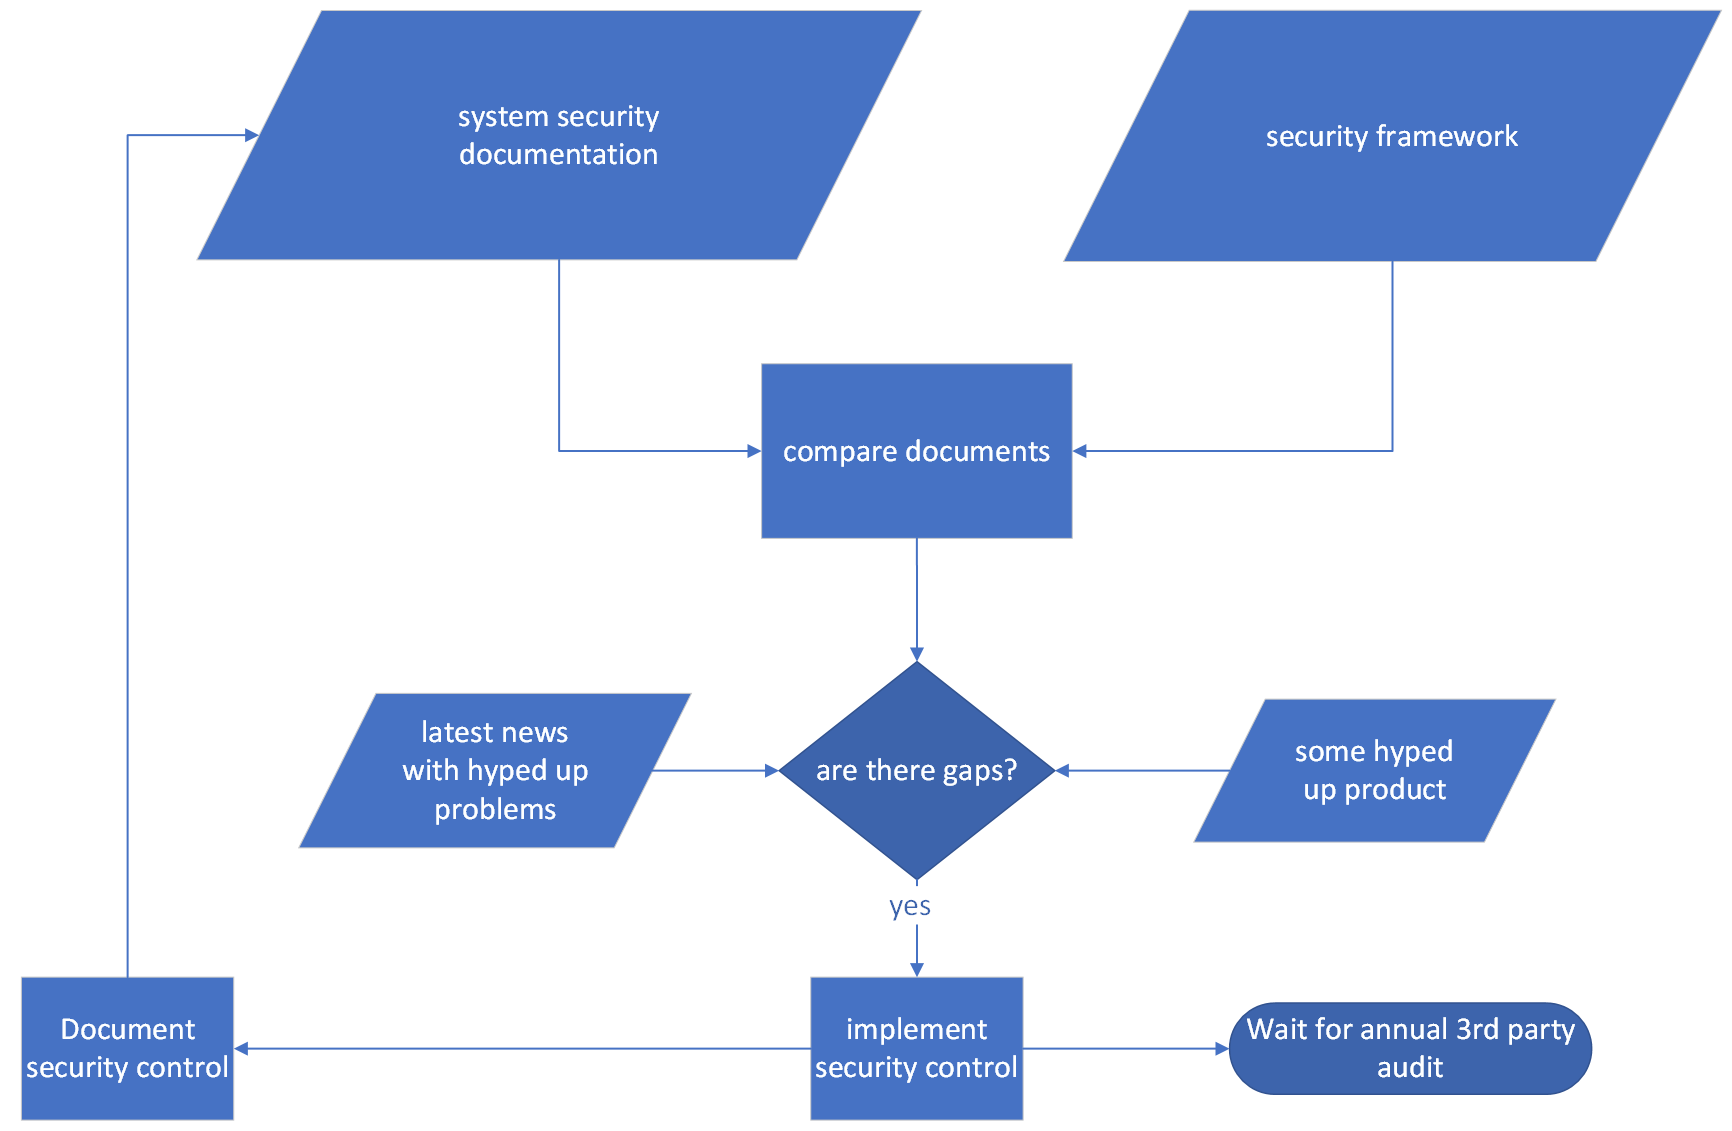 system security
documentation
security framework
compare documents
latest news
with hyped up
problems
are there gaps?
some hyped
up product
yes
Document
security control
implement
security control
Wait for annual 3rd party
audit